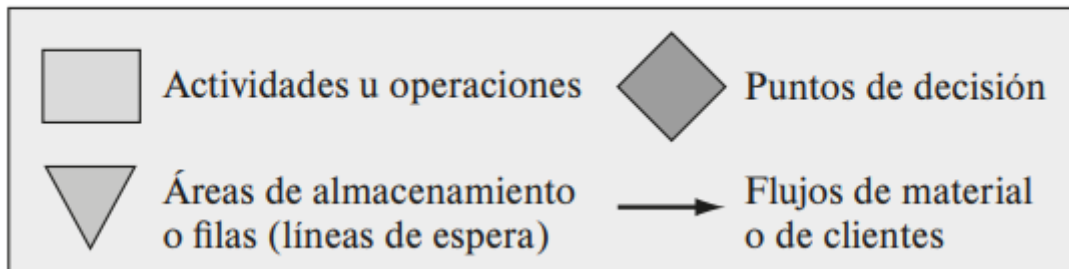 Actividades u operaciones
Puntos de decisión
Áreas de almacenamiento
o filas (líneas de espera)
Flujos de material
o de clientes